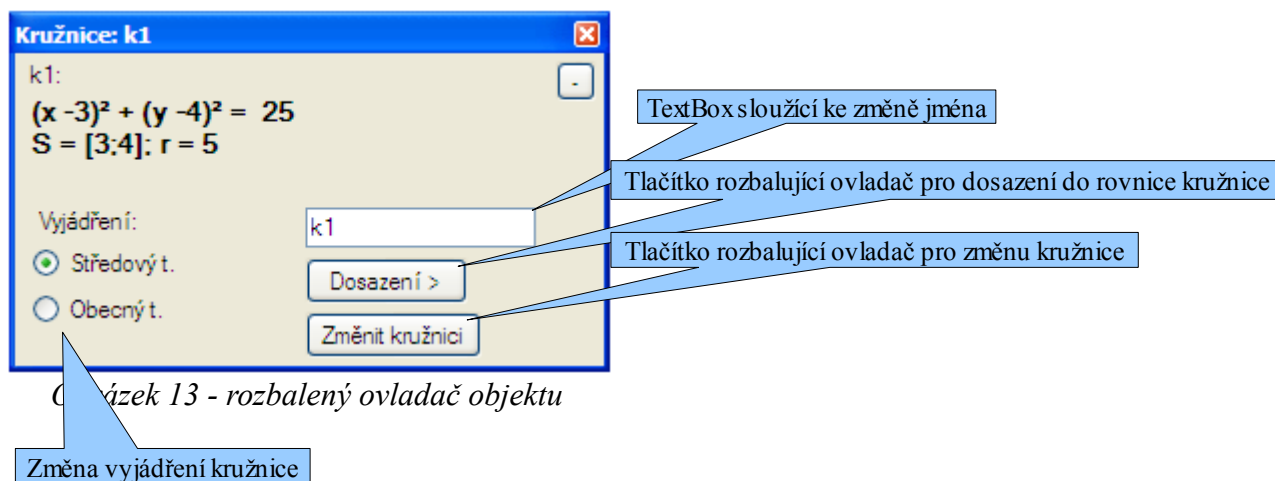 Kružnice: k1
k1:
-
(x -3)² + (y -4)² = 25
S = [3;4]; r = 5
TextBox sloužící ke změně jména
Tlačítko rozbalující ovladač pro dosazení do rovnice kružnice
Vyjádření:
k1
Tlačítko rozbalující ovladač pro změnu kružnice
Středový t.
Dosazení >
Obecný t.
Změnit kružnici
13 - rozbalený ovladač objektu
Změna vyjádření kružnice